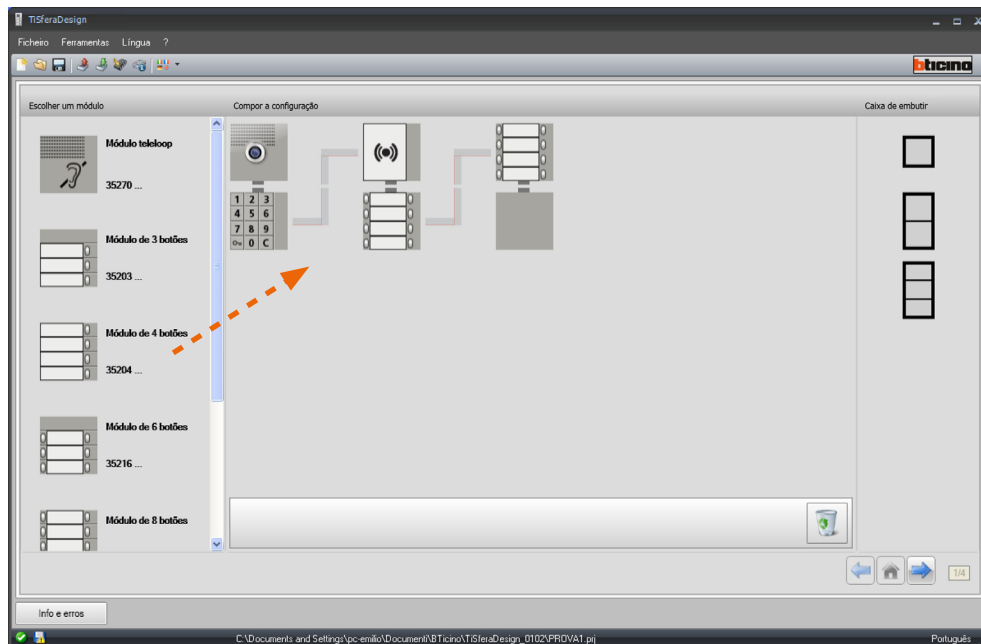 TiSferaDesign
Ficheiro Ferramentas Língua ?
bticino
Escolher um módulo
Compor a configuração
Caixa de embutir
Módulo teleloop
35270 ...
Módulo de 3 botões
35203 ...
Módulo de 4 botões
35204 ...
Módulo de 6 botões
35216 ...
Módulo de 8 botões
1 2 3
4 5 6
7 8 9
0 C
1/4
Info e erros
C:\Documents and Settings\pc-emilio\Documenti\BTicino\TiSferaDesign_0102\PROVA1.prj
Português